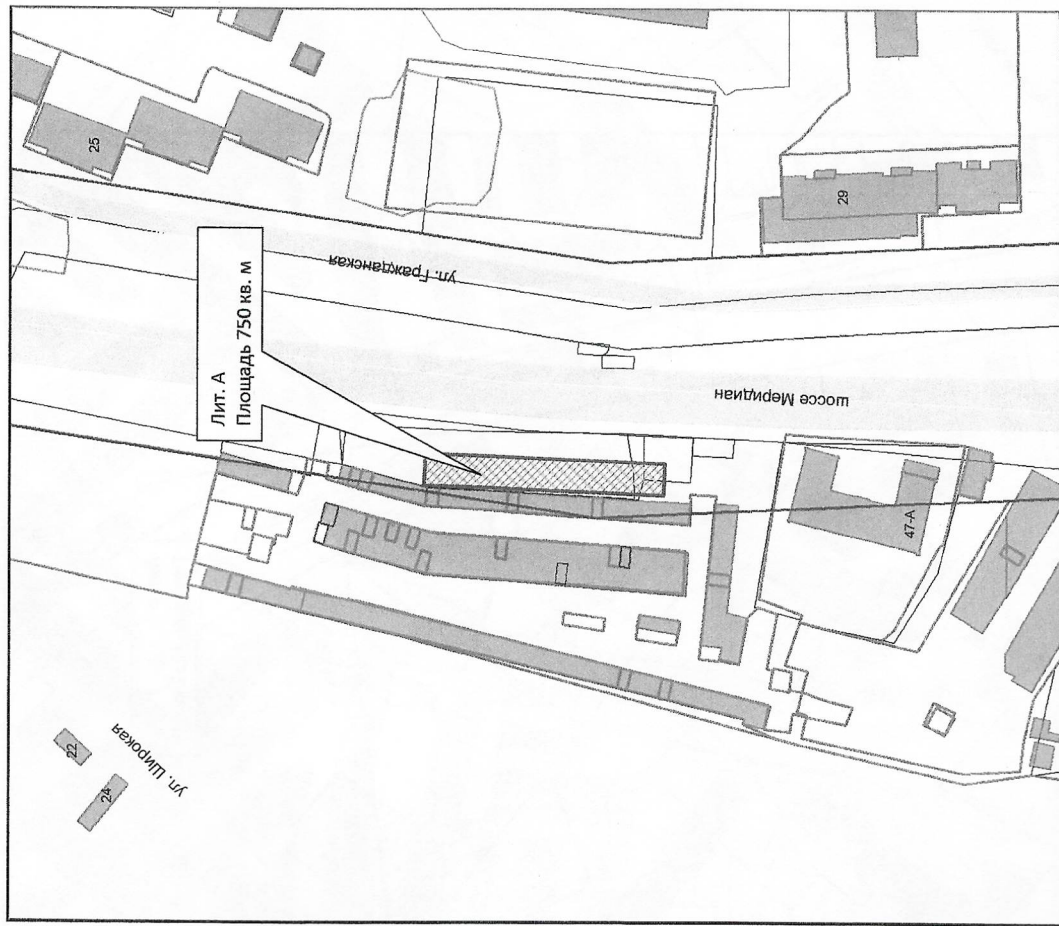 25
Лит. А
Площадь 750 кв. м
ул. Гражданская
29
шоссе Меридиан
47-А
22
24
ул. Широкая